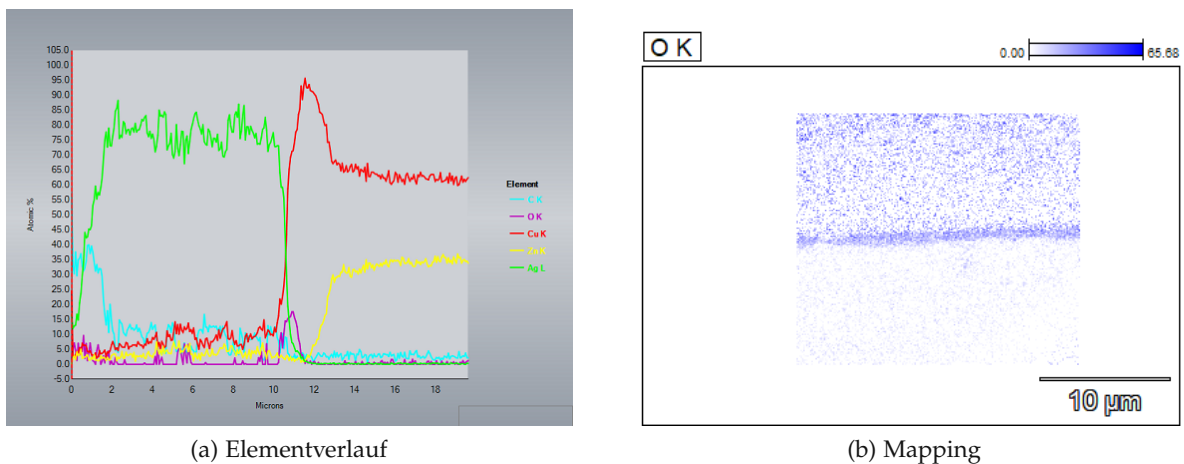 105.0
100.0
95.0
90.0
85.0
80.0
75.0
70.0
65.0
60.0
55.0
50.0
45.0
40.0
35.0
30.0
25.0
20.0
15.0
10.0
5.0
0.0
-5.0
Atomic %
0 2 4 6 8 10 12 14 16 18
Microns
Element
C K
O K
Cu K
Zn K
Ag L
(a) Elementverlauf
O K
0.00 65.68
10 µm
(b) Mapping